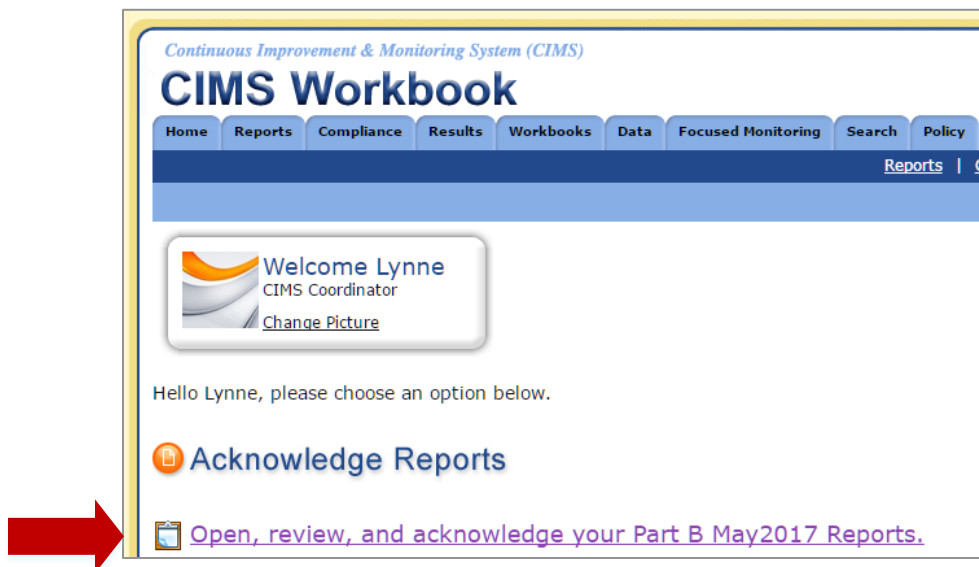 Continuous Improvement & Monitoring System (CIMS)
CIMS Workbook
Home Reports Compliance Results Workbooks Data Focused Monitoring Search Policy
Reports |
Welcome Lynne
CIMS Coordinator
Change Picture
Hello Lynne, please choose an option below.
Acknowledge Reports
Open, review, and acknowledge your Part B May2017 Reports.